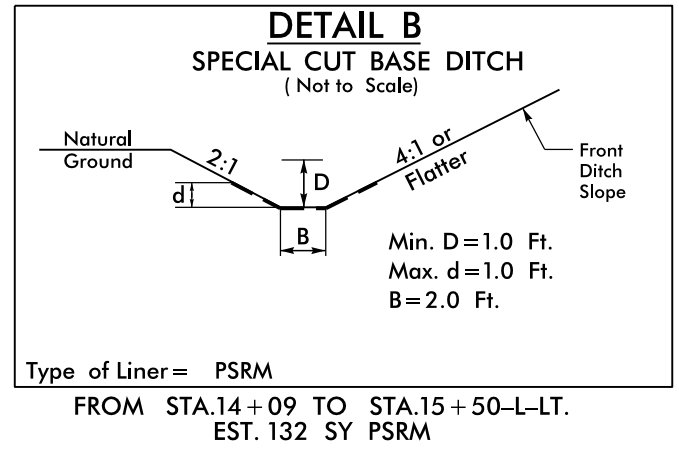 DETAIL B
SPECIAL CUT BASE DITCH
( Not to Scale)
Natural
Ground
2:1
d
D
B
4:1 or
Flatter
Front
Ditch
Slope
Min. D=1.0 Ft.
Max. d=1.0 Ft.
B=2.0 Ft.
Type of Liner= PSRM
FROM STA.14+09 TO STA.15+50-L-LT.
EST. 132 SY PSRM